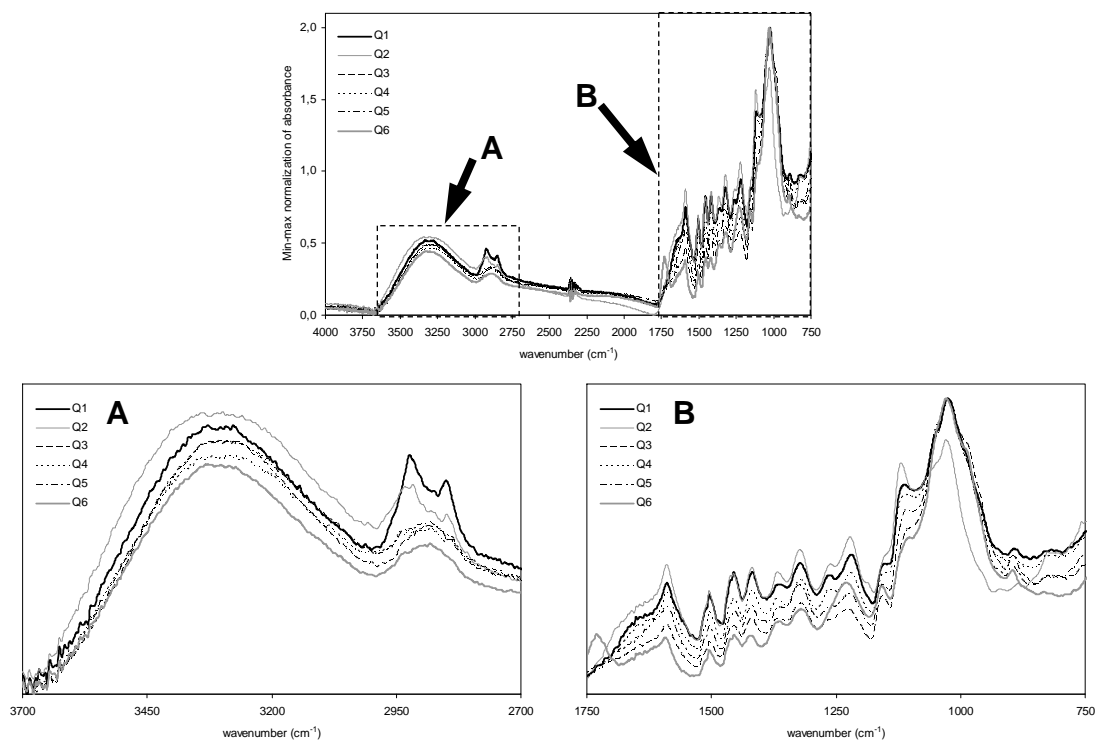 Min-max normalization of absorbance
2,0
1,5
1,0
0,5
0,0
Q1
Q2
Q3
Q4
Q5
Q6
A
B
4000 3500 3250 3000 2750 2500 2250 2000 1750 1500 1250 1000 750
wavenumber (cm⁻¹)
A
Q1
Q2
Q3
Q4
Q5
Q6
3700 3450 3200 2950 2700
wavenumber (cm⁻¹)
B
Q1
Q2
Q3
Q4
Q5
Q6
1750 1500 1250 1000 750
wavenumber (cm⁻¹)